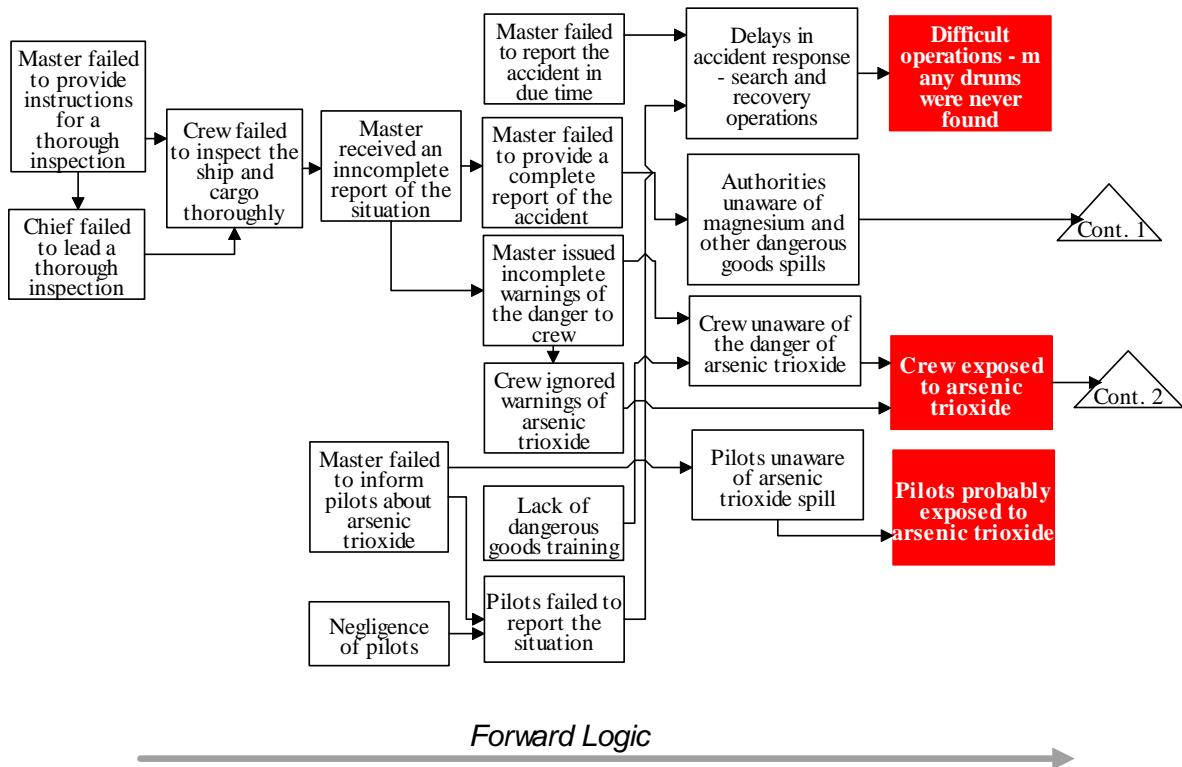 Master failed
to provide
instructions
for a
thorough
inspection
Chief failed
to lead a
thorough
inspection
Crew failed
to inspect the
ship and
cargo
thoroughly
Master
received an
inncomplete
report of the
situation
Master failed
to report the
accident in
due time
Master failed
to provide a
complete
report of the
accident
Master issued
incomplete
warnings of
the danger to
crew
Crew ignored
warnings of
arsenic
trioxide
Master failed
to inform
pilots about
arsenic
trioxide
Lack of
dangerous
goods training
Negligence
of pilots
Pilots failed to
report the
situation
Delays in
accident response
- search and
recovery
operations
Authorities
unaware of
magnesium and
other dangerous
goods spills
Crew unaware of
the danger of
arsenic trioxide
Pilots unaware
of arsenic
trioxide spill
Difficult
operations - m
any drums
were never
found
Cont. 1
Crew exposed
to arsenic
trioxide
Cont. 2
Pilots probably
exposed to
arsenic trioxide
Forward Logic